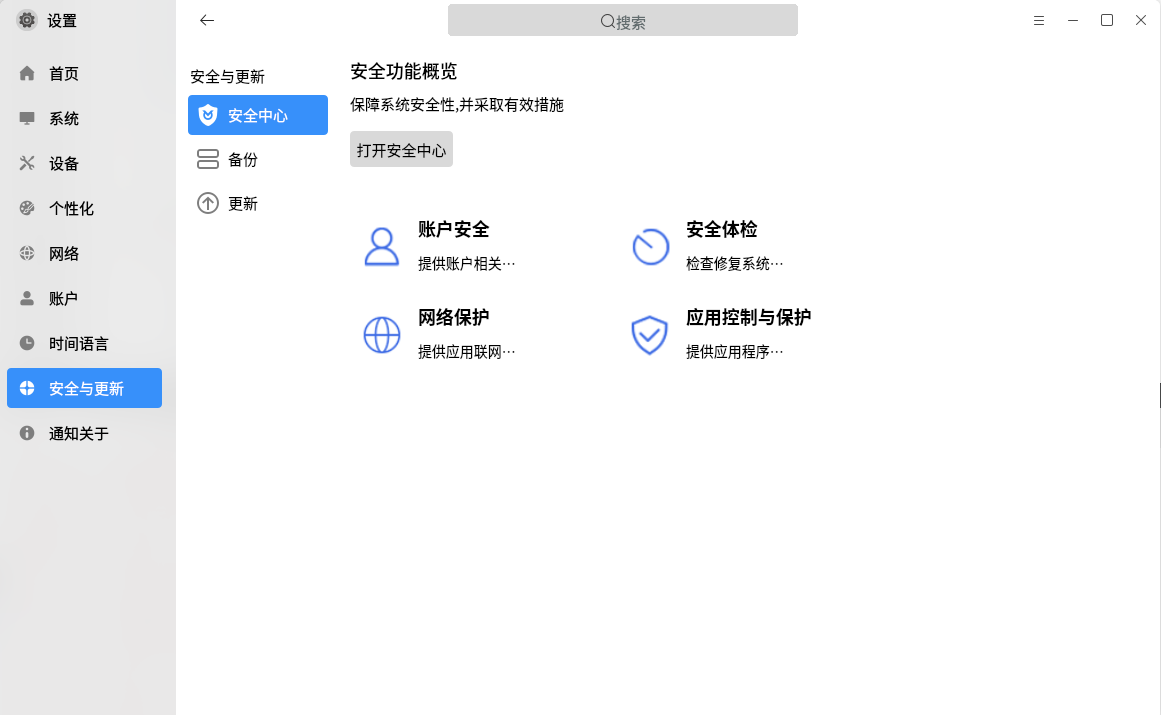 设置
首页
系统
设备
个性化
网络
账户
时间语言
安全与更新
通知关于
搜索
安全与更新
安全中心
备份
更新
安全功能概览
保障系统安全性,并采取有效措施
打开安全中心
账户安全
提供账户相关…
安全体检
检查修复系统…
网络保护
提供应用联网…
应用控制与保护
提供应用程序…